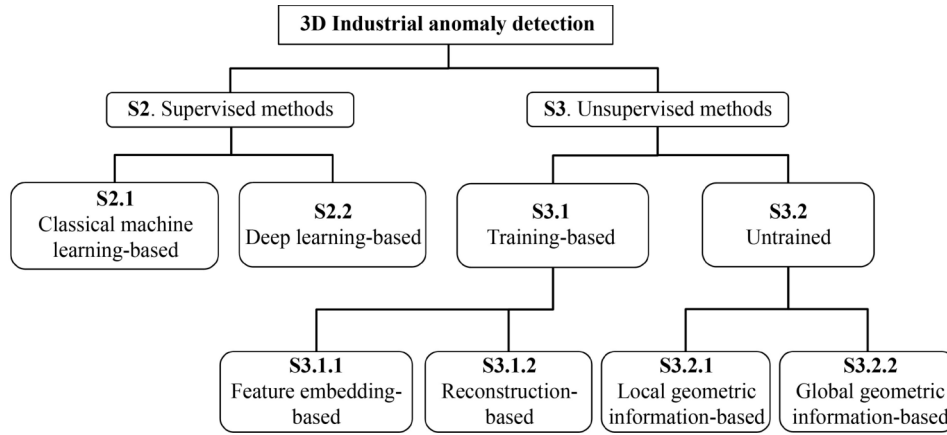 3D Industrial anomaly detection
S2. Supervised methods
S3. Unsupervised methods
S2.1
Classical machine
learning-based
S2.2
Deep learning-based
S3.1
Training-based
S3.2
Untrained
S3.1.1
Feature embedding-
based
S3.1.2
Reconstruction-
based
S3.2.1
Local geometric
information-based
S3.2.2
Global geometric
information-based